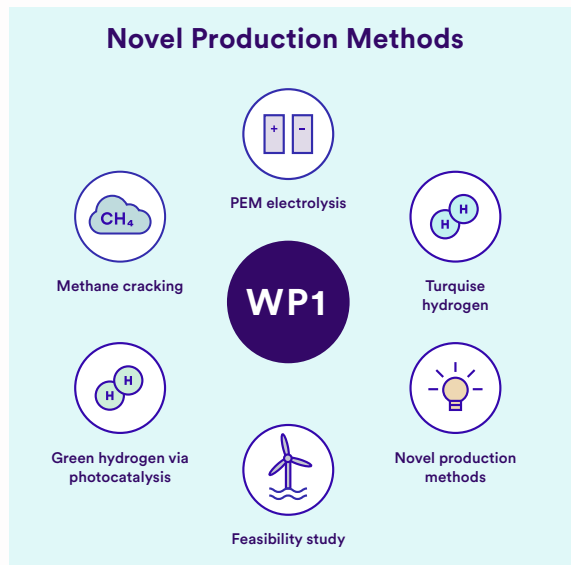 Novel Production Methods
+ -
PEM electrolysis
CH₄
Methane cracking
H H
Turquise
hydrogen
WP1
H H
Green hydrogen via
photocatalysis
Novel production
methods
Feasibility study